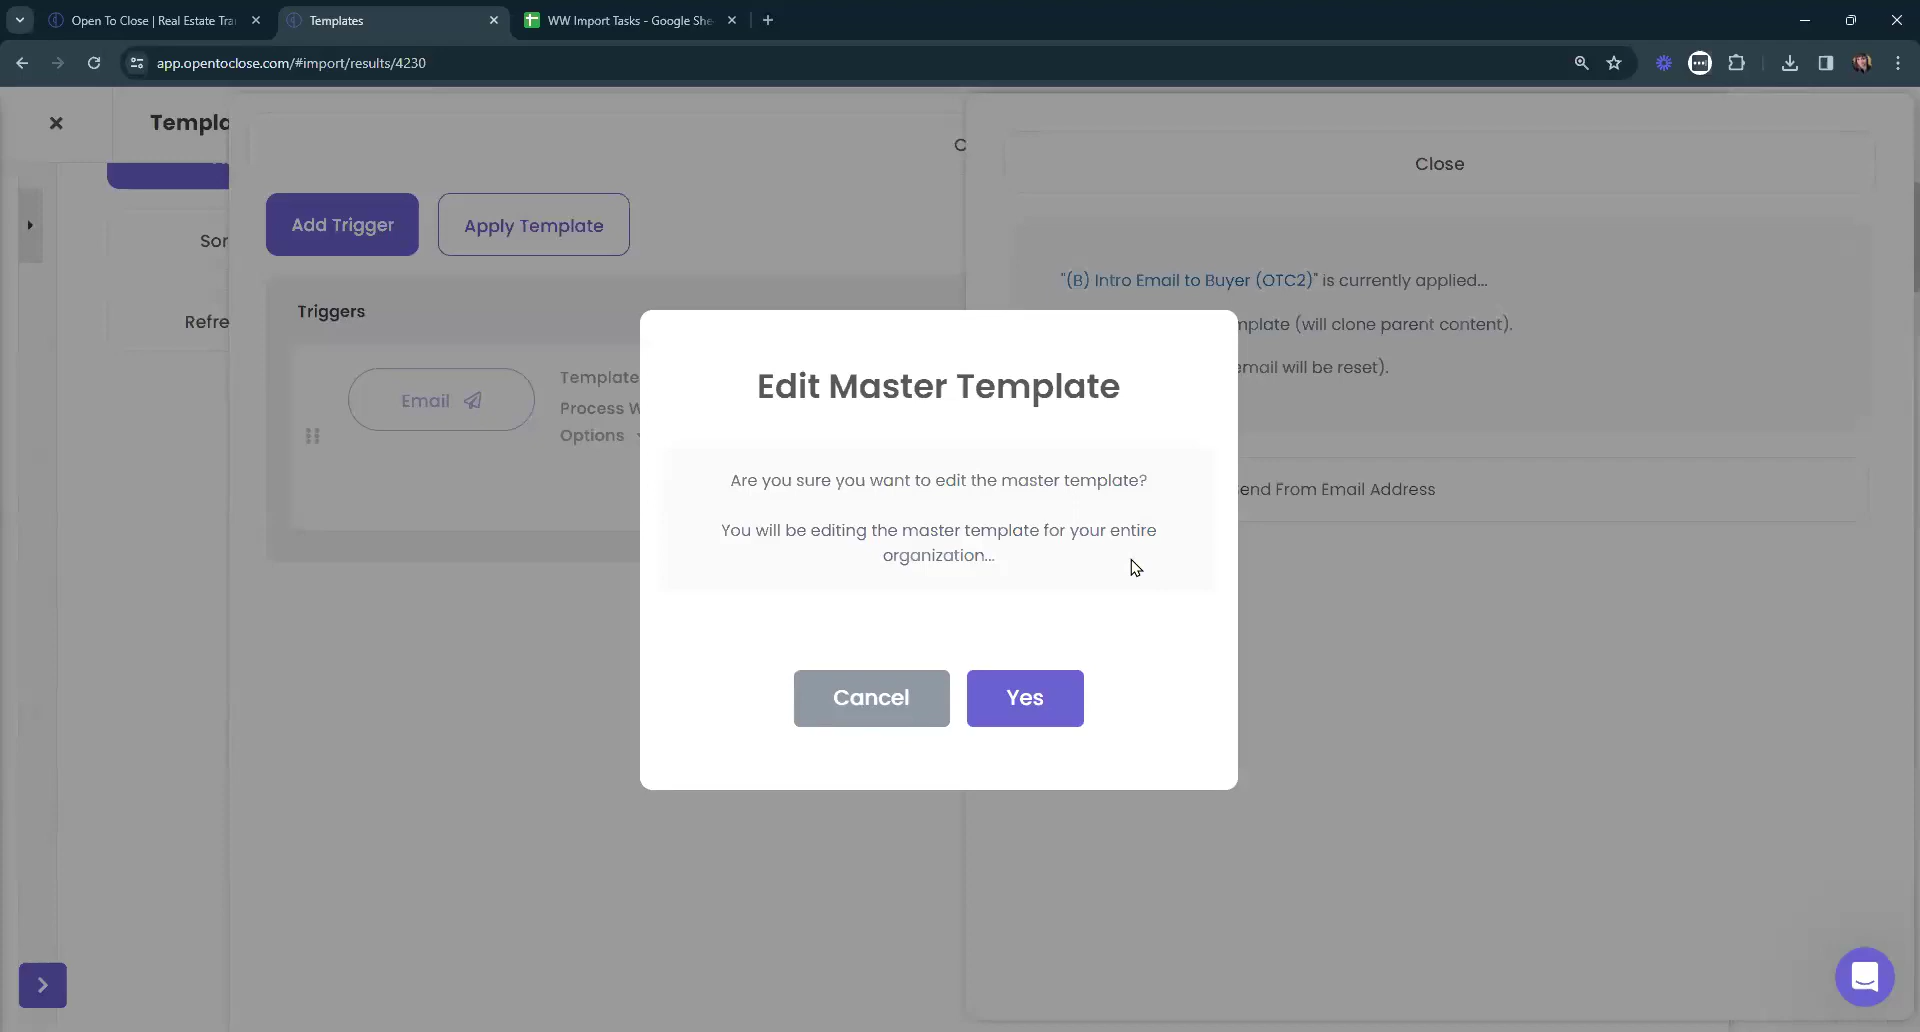 Open To Close | Real Estate Tra
Templates
WW Import Tasks - Google She
app.opentoclose.com/#import/results/4230
Templa
Close
Add Trigger
Apply Template
"(B) Intro Email to Buyer (OTC2)" is currently applied...
Sor
Triggers
nplate (will clone parent content).
Refre
email will be reset).
Edit Master Template
Template
Email
Process W
Options
Are you sure you want to edit the master template?
end From Email Address
You will be editing the master template for your entire
organization...
Cancel
Yes